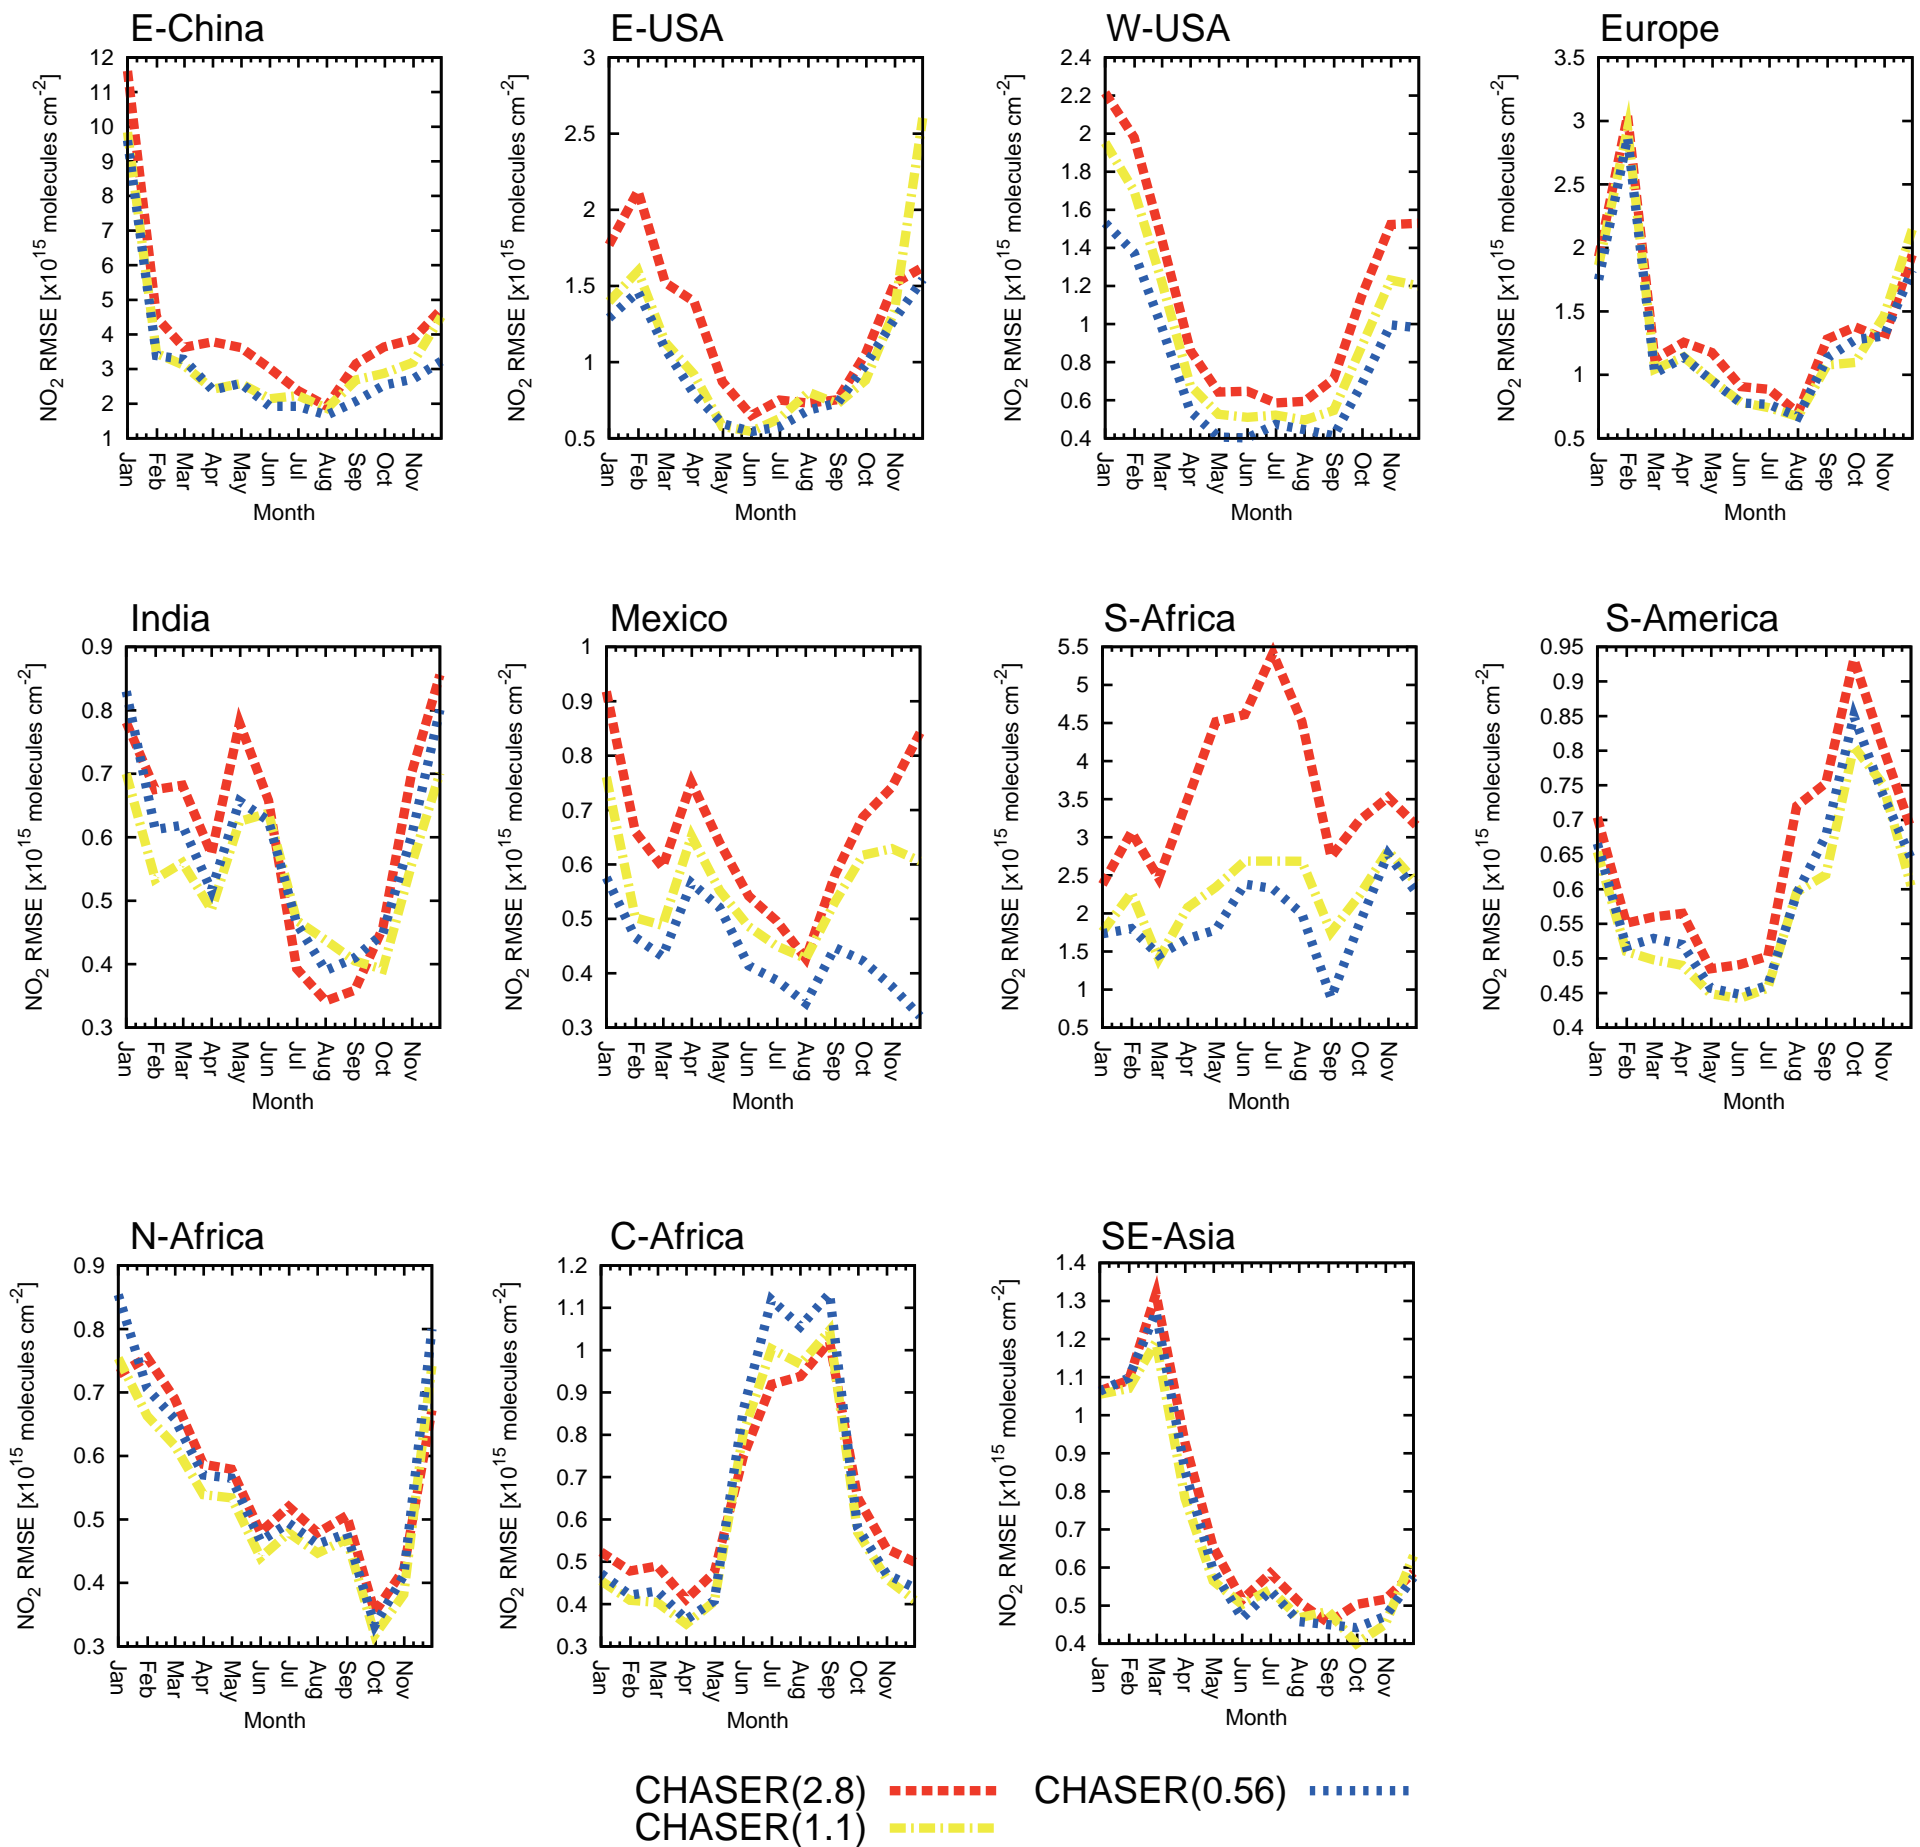 E-China
E-USA
W-USA
Europe
NO2 RMSE [x10^15 molecules cm^-2]
12
11
10
9
8
7
6
5
4
3
2
1
Jan Feb Mar Apr May Jun Jul Aug Sep Oct Nov
Month
NO2 RMSE [x10^15 molecules cm^-2]
3
2.5
2
1.5
1
0.5
Jan Feb Mar Apr May Jun Jul Aug Sep Oct Nov
Month
NO2 RMSE [x10^15 molecules cm^-2]
2.4
2.2
2
1.8
1.6
1.4
1.2
1
0.8
0.6
0.4
Jan Feb Mar Apr May Jun Jul Aug Sep Oct Nov
Month
NO2 RMSE [x10^15 molecules cm^-2]
3.5
3
2.5
2
1.5
1
0.5
Jan Feb Mar Apr May Jun Jul Aug Sep Oct Nov
Month
India
Mexico
S-Africa
S-America
NO2 RMSE [x10^15 molecules cm^-2]
0.9
0.8
0.7
0.6
0.5
0.4
0.3
Jan Feb Mar Apr May Jun Jul Aug Sep Oct Nov
Month
NO2 RMSE [x10^15 molecules cm^-2]
1
0.9
0.8
0.7
0.6
0.5
0.4
0.3
Jan Feb Mar Apr May Jun Jul Aug Sep Oct Nov
Month
NO2 RMSE [x10^15 molecules cm^-2]
5.5
5
4.5
4
3.5
3
2.5
2
1.5
1
0.5
Jan Feb Mar Apr May Jun Jul Aug Sep Oct Nov
Month
NO2 RMSE [x10^15 molecules cm^-2]
0.95
0.9
0.85
0.8
0.75
0.7
0.65
0.6
0.55
0.5
0.45
0.4
Jan Feb Mar Apr May Jun Jul Aug Sep Oct Nov
Month
N-Africa
C-Africa
SE-Asia
NO2 RMSE [x10^15 molecules cm^-2]
0.9
0.8
0.7
0.6
0.5
0.4
0.3
Jan Feb Mar Apr May Jun Jul Aug Sep Oct Nov
Month
NO2 RMSE [x10^15 molecules cm^-2]
1.2
1.1
1
0.9
0.8
0.7
0.6
0.5
0.4
0.3
Jan Feb Mar Apr May Jun Jul Aug Sep Oct Nov
Month
NO2 RMSE [x10^15 molecules cm^-2]
1.4
1.3
1.2
1.1
1
0.9
0.8
0.7
0.6
0.5
0.4
Jan Feb Mar Apr May Jun Jul Aug Sep Oct Nov
Month
CHASER(2.8)
CHASER(0.56)
CHASER(1.1)